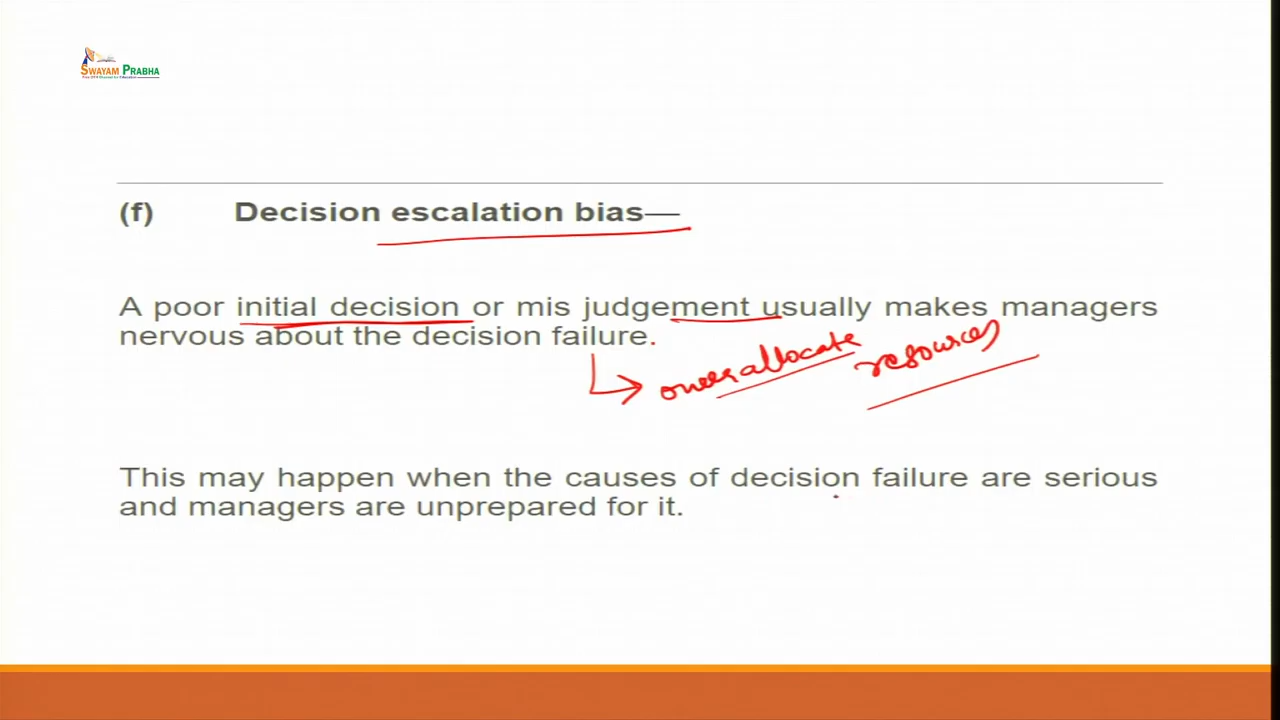 SWAYAM PRABHA
(f) Decision escalation bias—
A poor initial decision or mis judgement usually makes managers
nervous about the decision failure.
overallocate resources
This may happen when the causes of decision failure are serious
and managers are unprepared for it.